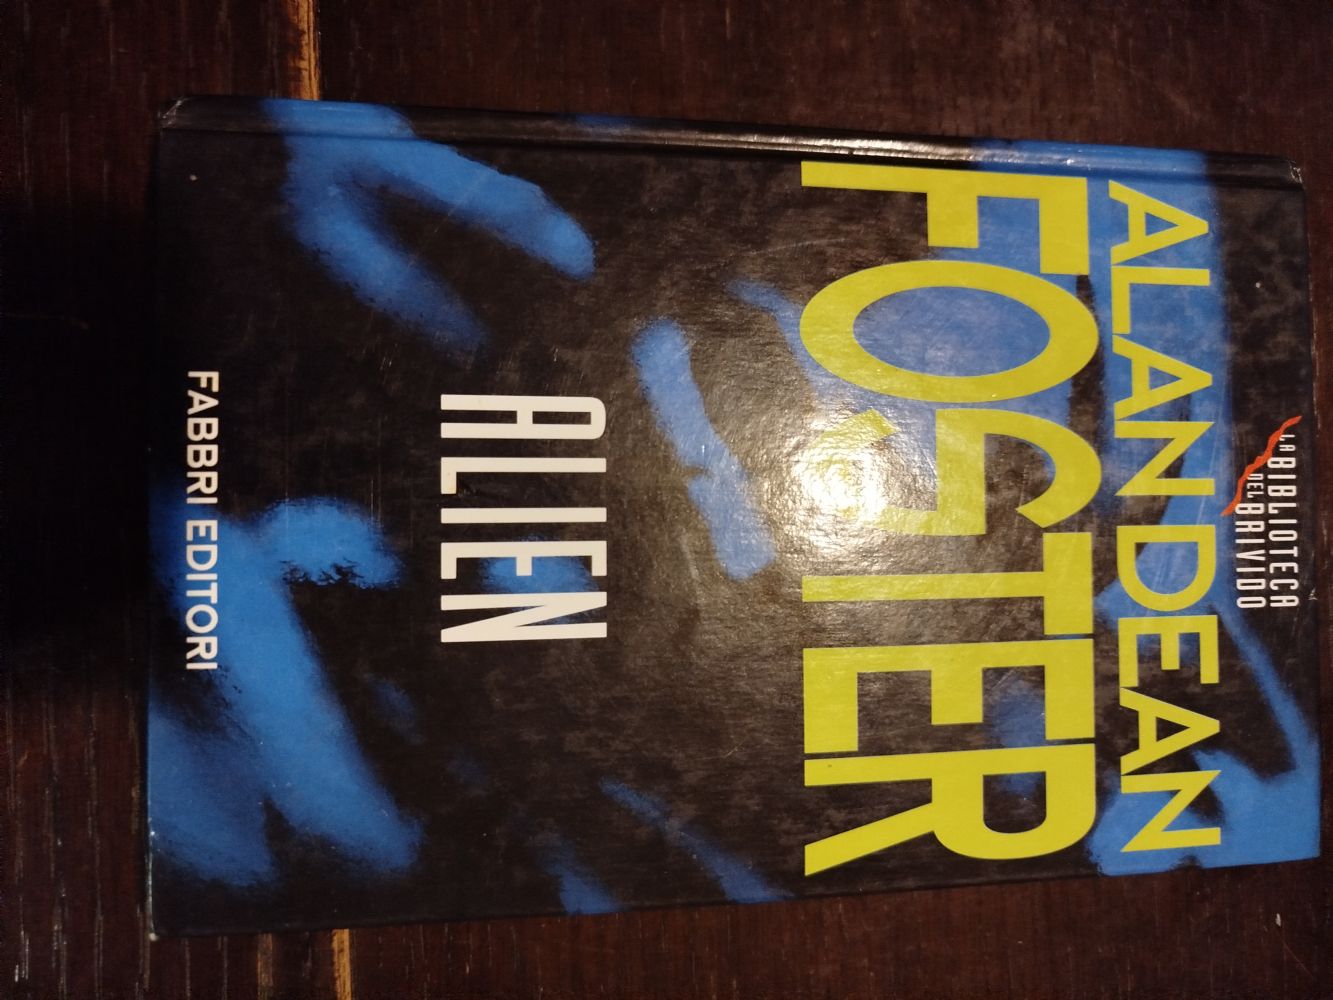 LA BIBLIOTECA
DEL BRIVIDO
ALAN DEAN
FOSTER
ALIEN
FABBRI EDITORI